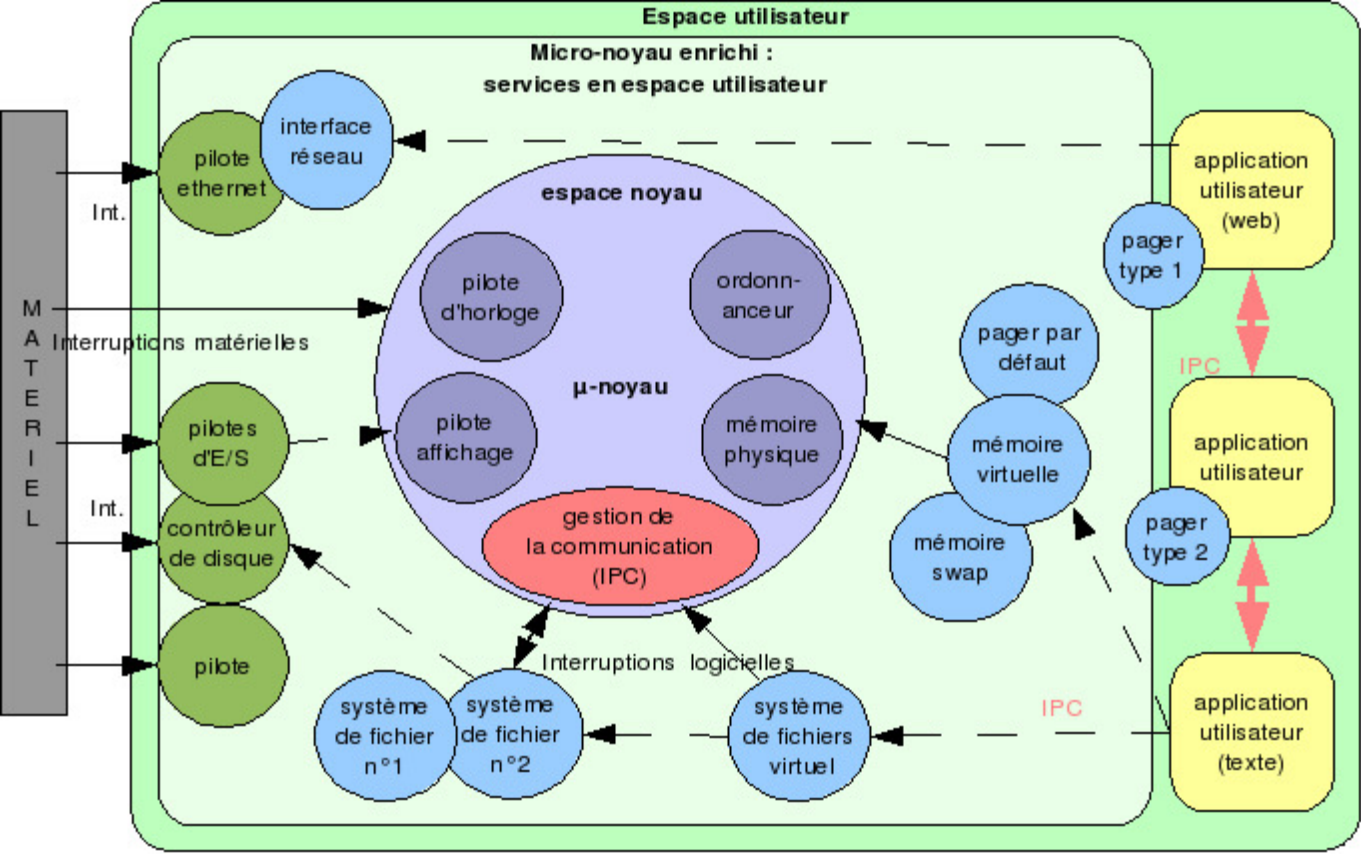 Espace utilisateur
Micro-noyau enrichi :
services en espace utilisateur
interface
réseau
pilote
ethernet
Int.
application
utilisateur
(web)
pager
type 1
espace noyau
pilote
d'horloge
ordonn-
anceur
MATERIEL
Interruptions matérielles
pager par
défaut
IPC
µ-noyau
pilotes
d'E/S
pilote
affichage
mémoire
physique
mémoire
virtuelle
application
utilisateur
Int.
contrôleur
de disque
gestion de
la communication
(IPC)
mémoire
swap
pager
type 2
pilote
Interruptions logicielles
système
de fichier
n°1
système
de fichier
n°2
système
de fichiers
virtuel
IPC
application
utilisateur
(texte)